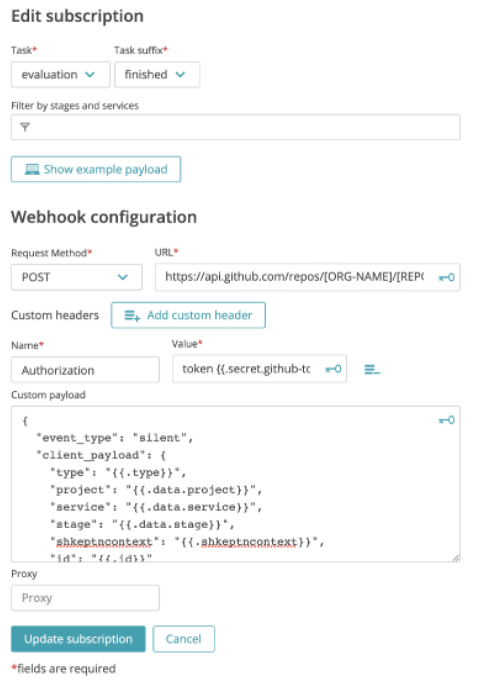 Edit subscription
Task* Task suffix*
evaluation finished
Filter by stages and services
Show example payload
Webhook configuration
Request Method* URL*
POST https://api.github.com/repos/[ORG-NAME]/[REP
Custom headers Add custom header
Name* Value*
Authorization token {{.secret.github-tc
Custom payload
{
"event_type": "silent",
"client_payload": {
"type": "{{.type}}",
"project": "{{.data.project}}",
"service": "{{.data.service}}",
"stage": "{{.data.stage}}",
"shkeptncontext": "{{.shkeptncontext}}",
"id": "{{.id}}"
Proxy
Proxy
Update subscription Cancel
*fields are required